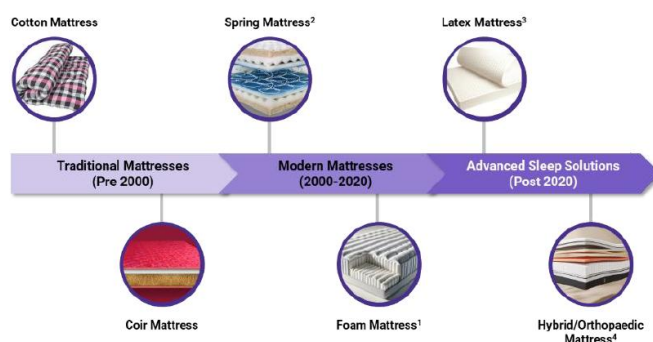 Cotton Mattress
Spring Mattress²
Latex Mattress³
Traditional Mattresses
(Pre 2000)
Modern Mattresses
(2000-2020)
Advanced Sleep Solutions
(Post 2020)
Coir Mattress
Foam Mattress¹
Hybrid/Orthopaedic
Mattress⁴